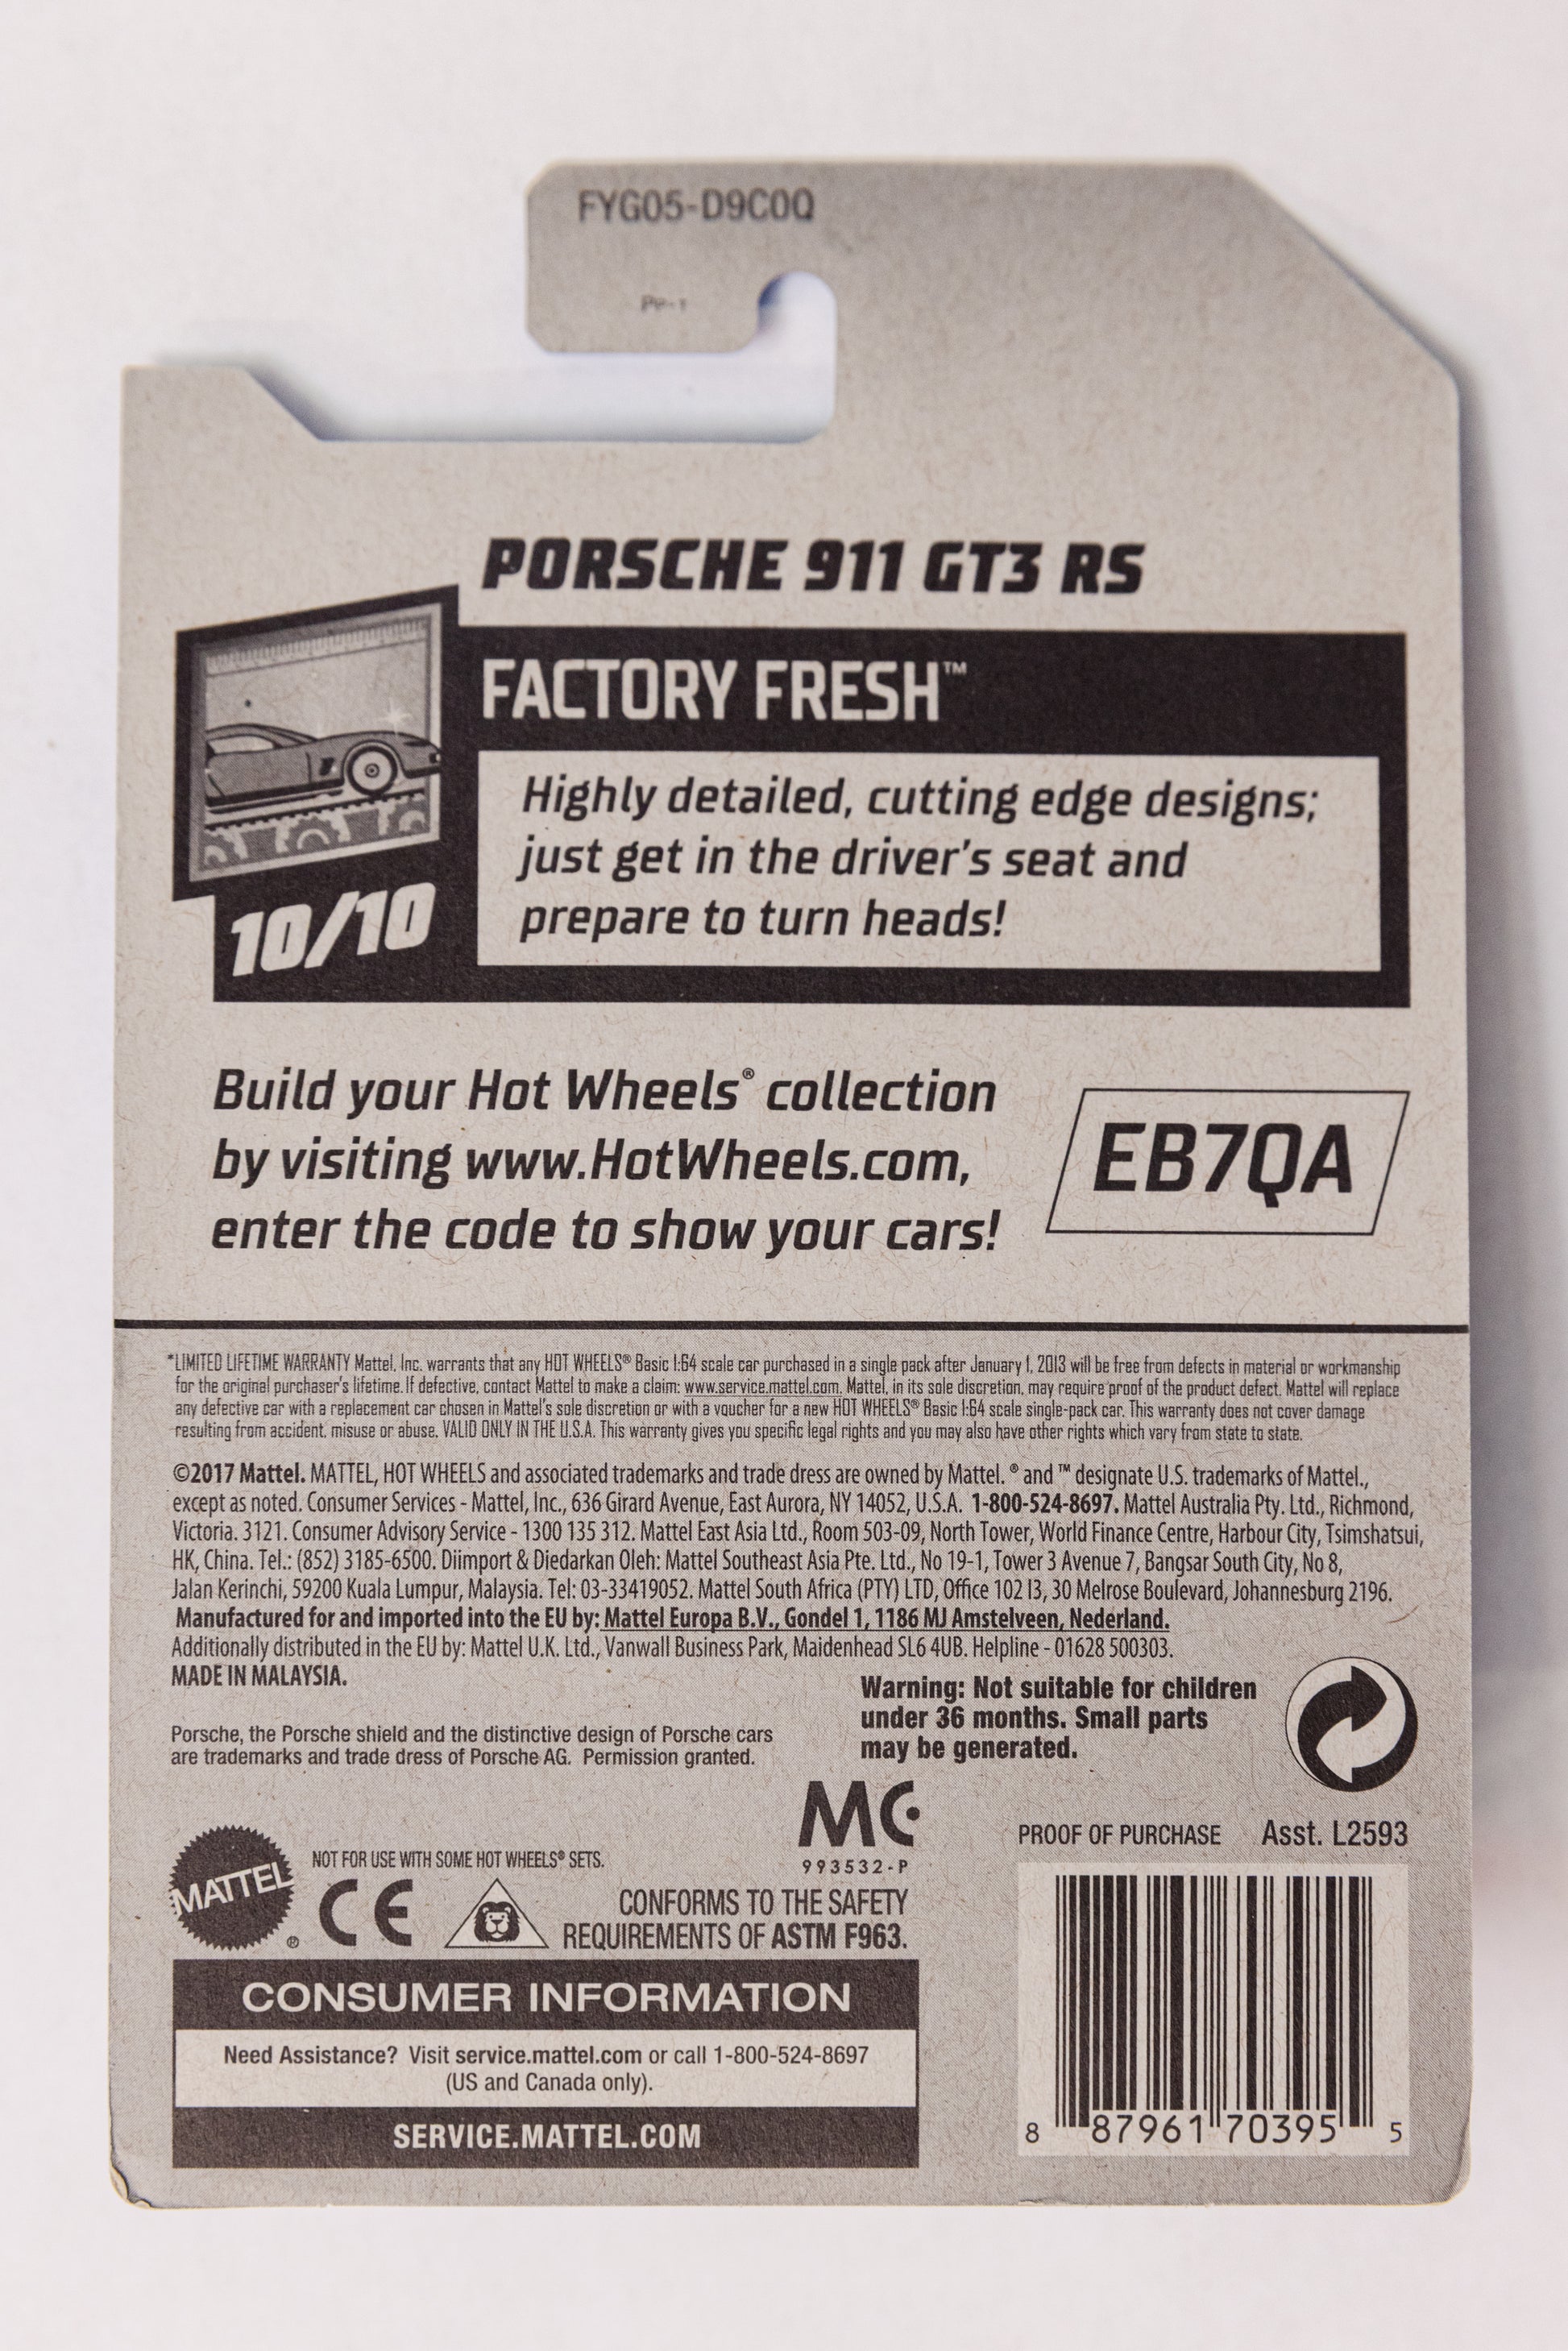 FYG05-D9C0Q
PORSCHE 911 GT3 RS
FACTORY FRESH™
Highly detailed, cutting edge designs;
just get in the driver's seat and
prepare to turn heads!
10/10
Build your Hot Wheels® collection
by visiting www.HotWheels.com,
enter the code to show your cars!
EB7QA
*LIMITED LIFETIME WARRANTY Mattel, Inc. warrants that any HOT WHEELS® Basic 1:64 scale car purchased in a single pack after January 1, 2013 will be free from defects in material or workmanship
for the original purchaser's lifetime. If defective, contact Mattel to make a claim: www.service.mattel.com. Mattel, in its sole discretion, may require proof of the product defect. Mattel will replace
any defective car with a replacement car chosen in Mattel's sole discretion or with a voucher for a new HOT WHEELS® Basic 1:64 scale single-pack car. This warranty does not cover damage
resulting from accident, misuse or abuse. VALID ONLY IN THE U.S.A. This warranty gives you specific legal rights and you may also have other rights which vary from state to state.
©2017 Mattel. MATTEL, HOT WHEELS and associated trademarks and trade dress are owned by Mattel. ® and ™ designate U.S. trademarks of Mattel.,
except as noted. Consumer Services - Mattel, Inc., 636 Girard Avenue, East Aurora, NY 14052, U.S.A. 1-800-524-8697. Mattel Australia Pty. Ltd., Richmond,
Victoria. 3121. Consumer Advisory Service - 1300 135 312. Mattel East Asia Ltd., Room 503-09, North Tower, World Finance Centre, Harbour City, Tsimshatsui,
HK, China. Tel.: (852) 3185-6500. Diimport & Diedarkan Oleh: Mattel Southeast Asia Pte. Ltd., No 19-1, Tower 3 Avenue 7, Bangsar South City, No 8,
Jalan Kerinchi, 59200 Kuala Lumpur, Malaysia. Tel: 03-33419052. Mattel South Africa (PTY) LTD, Office 102 I3, 30 Melrose Boulevard, Johannesburg 2196.
Manufactured for and imported into the EU by: Mattel Europa B.V., Gondel 1, 1186 MJ Amstelveen, Nederland.
Additionally distributed in the EU by: Mattel U.K. Ltd., Vanwall Business Park, Maidenhead SL6 4UB. Helpline - 01628 500303.
MADE IN MALAYSIA.
Warning: Not suitable for children
under 36 months. Small parts
may be generated.
Porsche, the Porsche shield and the distinctive design of Porsche cars
are trademarks and trade dress of Porsche AG. Permission granted.
MC
993532-P
PROOF OF PURCHASE Asst. L2593
MATTEL®
NOT FOR USE WITH SOME HOT WHEELS® SETS.
CE
CONFORMS TO THE SAFETY
REQUIREMENTS OF ASTM F963.
CONSUMER INFORMATION
Need Assistance? Visit service.mattel.com or call 1-800-524-8697
(US and Canada only).
SERVICE.MATTEL.COM
8 87961 70395 5